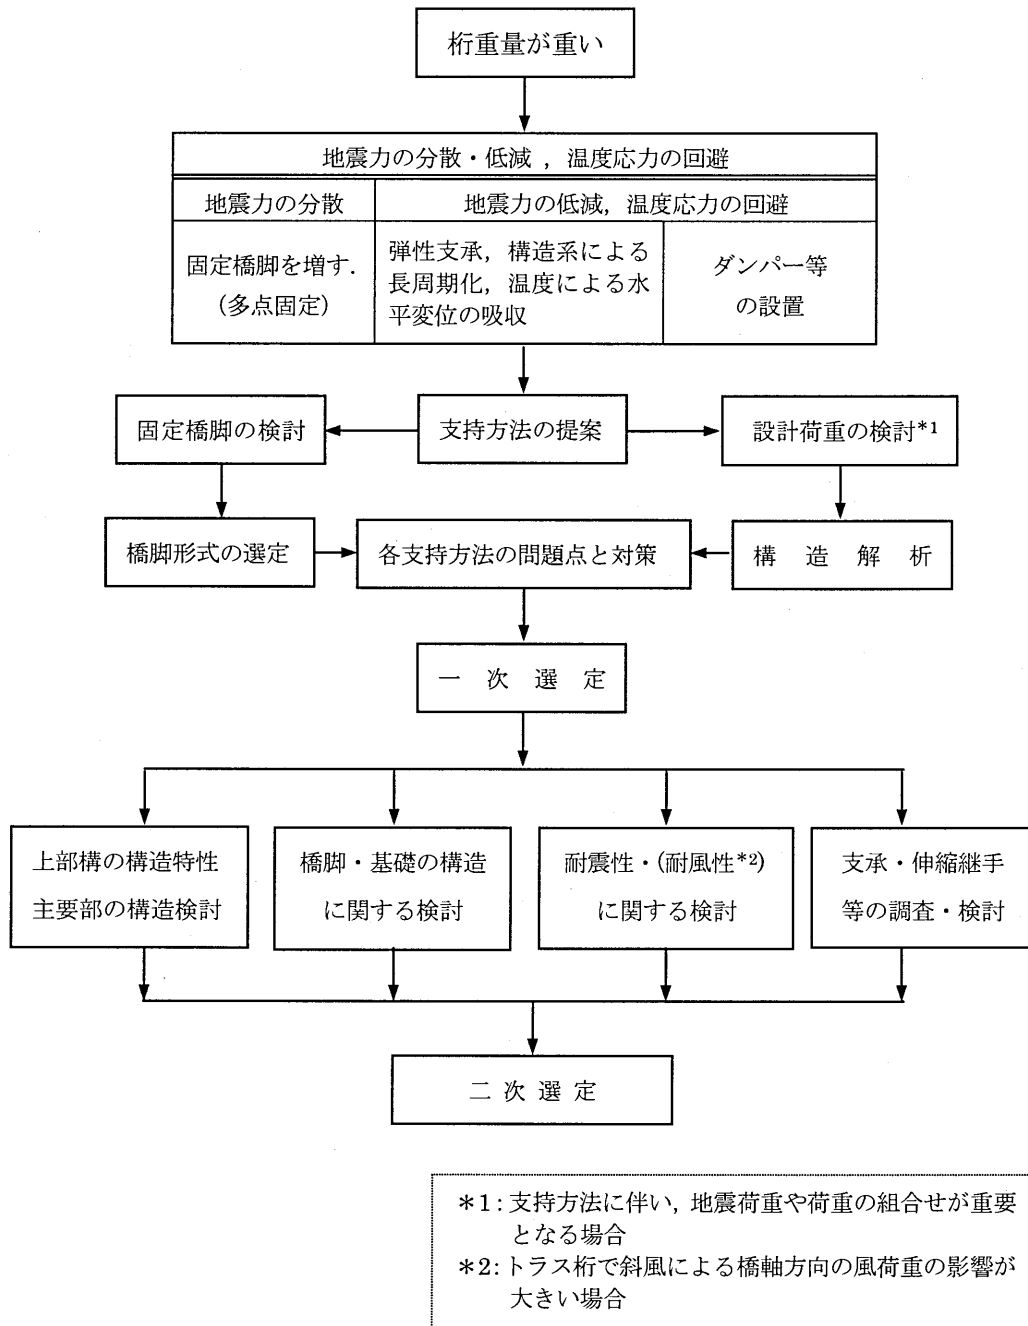 桁重量が重い
地震力の分散・低減，温度応力の回避
地震力の分散
地震力の低減，温度応力の回避
固定橋脚を増す．
（多点固定）
弾性支承，構造系による
長周期化，温度による水
平変位の吸収
ダンパー等
の設置
固定橋脚の検討
支持方法の提案
設計荷重の検討*1
橋脚形式の選定
各支持方法の問題点と対策
構造解析
一次選定
上部構の構造特性
主要部の構造検討
橋脚・基礎の構造
に関する検討
耐震性・(耐風性*2)
に関する検討
支承・伸縮継手
等の調査・検討
二次選定
＊1：支持方法に伴い，地震荷重や荷重の組合せが重要
となる場合
＊2：トラス桁で斜風による橋軸方向の風荷重の影響が
大きい場合